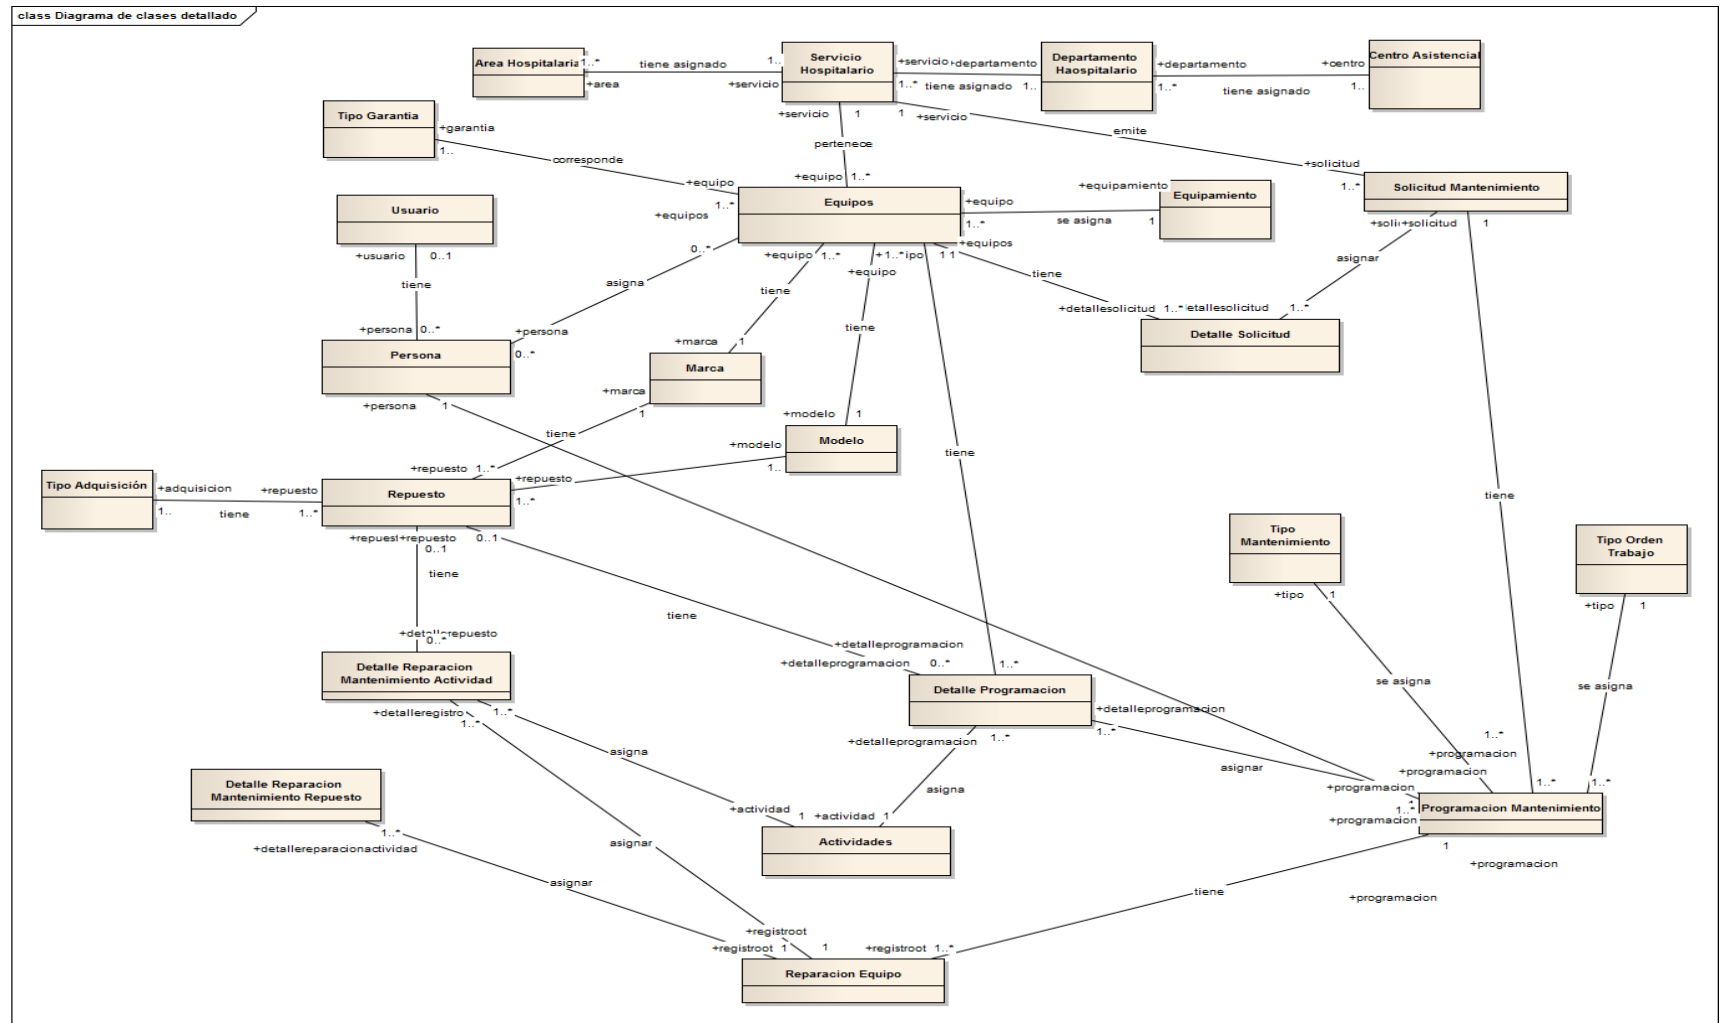 class Diagrama de clases detallado
Area Hospitalaria
1..*
+area
tiene asignado
1..
+servicio
Servicio
Hospitalario
+servicio
1..*
+departamento
tiene asignado
1..
Departamento
Haospitalario
+departamento
1..*
tiene asignado
+centro
1..
Centro Asistencial
Tipo Garantia
+garantia
1..
corresponde
+equipo
1..*
+servicio
1
pertenece
+equipo
1..*
1
+servicio
emite
+solicitud
1..*
Solicitud Mantenimiento
Equipos
+equipo
1..*
se asigna
+equipamiento
1
Equipamiento
Usuario
+usuario
0..1
tiene
+persona
0..*
Persona
+equipos
0..*
asigna
+persona
0..*
+equipo
1..*
tiene
+marca
1
Marca
+equipo
1..*
tiene
+modelo
1
Modelo
ipo
1
tiene
1..*
1
+equipos
tiene
+detallesolicitud
1..*
etallesolicitud
1..*
asignar
+soli
+solicitud
1
Detalle Solicitud
+persona
1
+marca
1
tiene
+repuesto
1..*
+modelo
1..
+repuesto
1..*
Tipo Adquisición
+adquisicion
1..
tiene
+repuesto
1..*
Repuesto
+repuest
+repuesto
0..1
0..1
tiene
+detallerepuesto
0..*
tiene
+detalleprogramacion
+detalleprogramacion
0..*
Detalle Reparacion
Mantenimiento Actividad
Detalle Programacion
Tipo
Mantenimiento
+tipo
1
se asigna
1..*
+programacion
Tipo Orden
Trabajo
+tipo
1
se asigna
1..*
tiene
1..*
+detalleregistro
1..*
1..*
asigna
+actividad
1
+detalleprogramacion
1..*
asigna
+actividad
1
+detalleprogramacion
1..*
asignar
+programacion
+programacion
1..*
+programacion
Programacion Mantenimiento
Detalle Reparacion
Mantenimiento Repuesto
1..*
+detallereparacionactividad
asignar
asignar
Actividades
1
+programacion
+programacion
tiene
+registroot
1
+registroot
1
+registroot
1..*
Reparacion Equipo